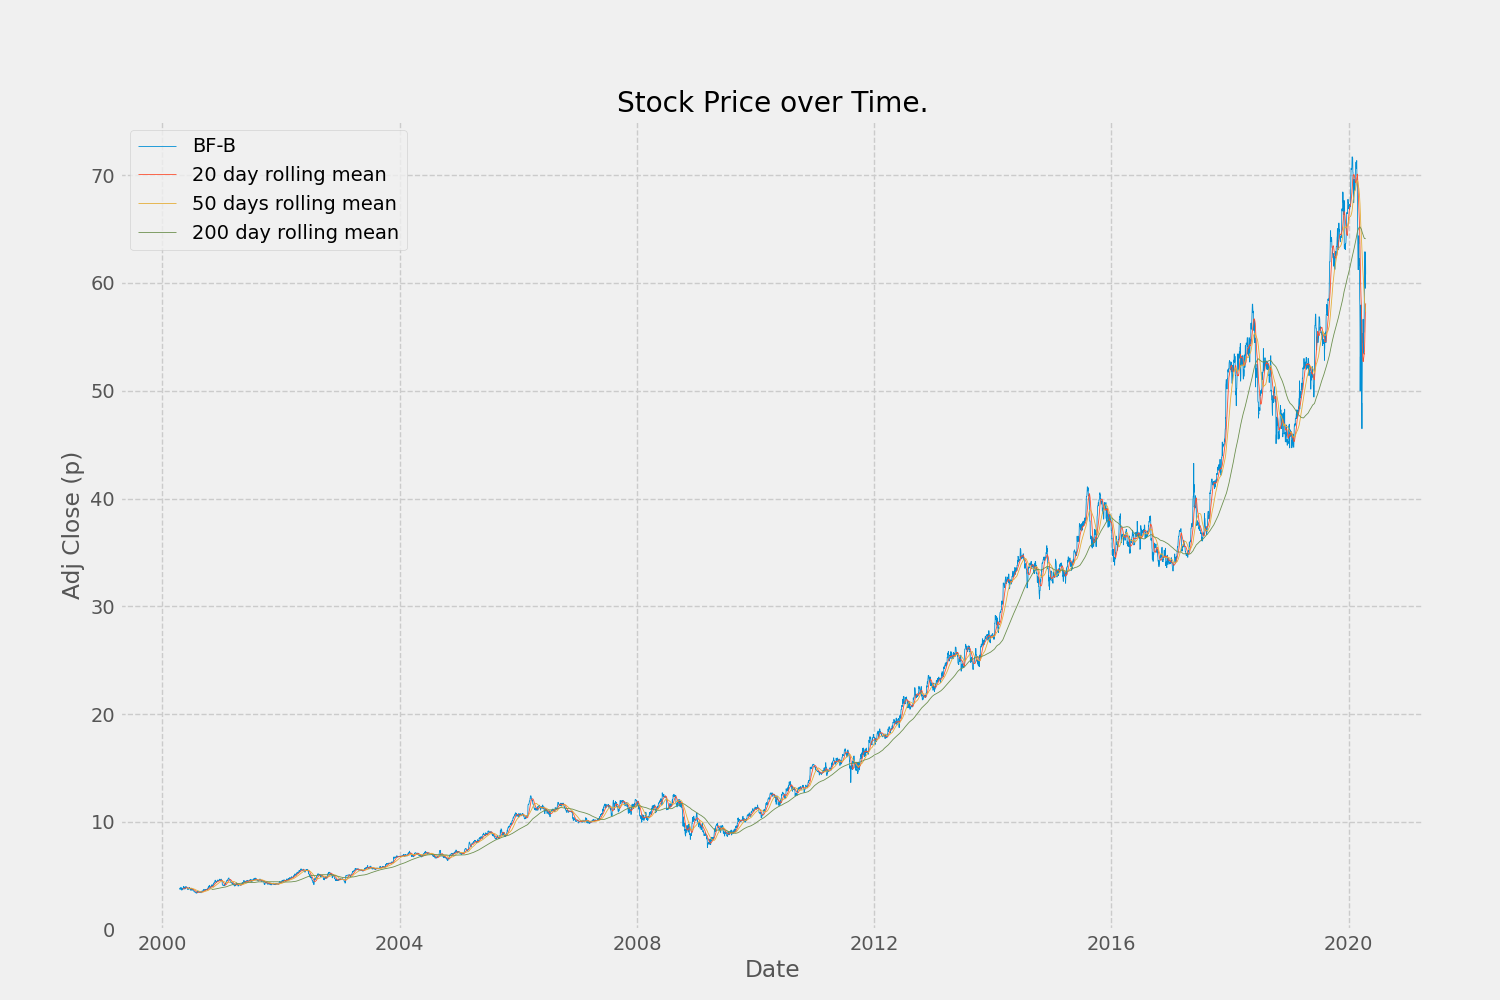 Stock Price over Time.
BF-B
20 day rolling mean
50 days rolling mean
200 day rolling mean
Adj Close (p)
70
60
50
40
30
20
10
0
2000 2004 2008 2012 2016 2020
Date